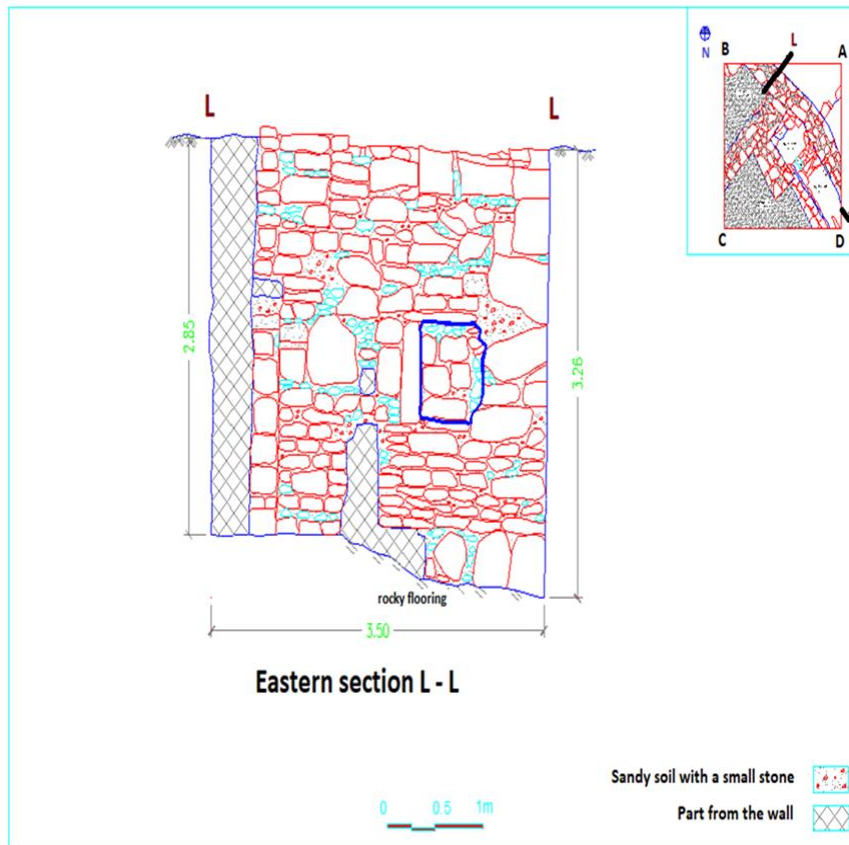 B
L
A
N
C
D
L
L
2.85
3.26
rocky flooring
3.50
Eastern section L - L
Sandy soil with a small stone
Part from the wall
0 0.5 1m